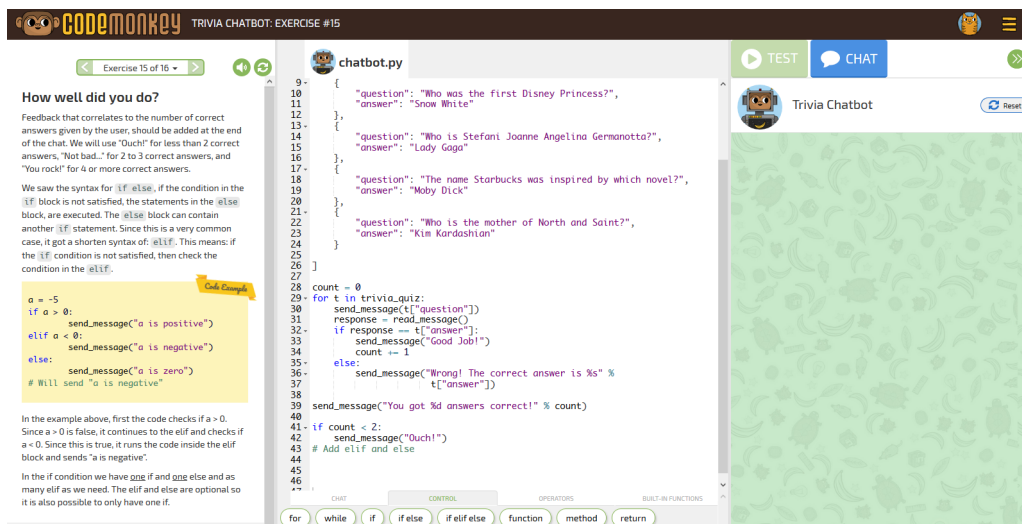 CODEMONKEY TRIVIA CHATBOT: EXERCISE #15
< Exercise 15 of 16 >
How well did you do?
Feedback that correlates to the number of correct
answers given by the user, should be added at the end
of the chat. We will use "Ouch!" for less than 2 correct
answers, "Not bad..." for 2 to 3 correct answers, and
"You rock!" for 4 or more correct answers.
We saw the syntax for if else , if the condition in the
if block is not satisfied, the statements in the else
block, are executed. The else block can contain
another if statement. Since this is a very common
case, it got a shorten syntax of: elif . This means: if
the if condition is not satisfied, then check the
condition in the elif .
Code Example
a = -5
if a > 0:
send_message("a is positive")
elif a < 0:
send_message("a is negative")
else:
send_message("a is zero")
# Will send "a is negative"
In the example above, first the code checks if a > 0.
Since a > 0 is false, it continues to the elif and checks if
a < 0. Since this is true, it runs the code inside the elif
block and sends "a is negative".
In the if condition we have one if and one else and as
many elif as we need. The elif and else are optional so
it is also possible to only have one if.
chatbot.py
9 {
10 "question": "Who was the first Disney Princess?",
11 "answer": "Snow White"
12 },
13 {
14 "question": "Who is Stefani Joanne Angelina Germanotta?",
15 "answer": "Lady Gaga"
16 },
17 {
18 "question": "The name Starbucks was inspired by which novel?",
19 "answer": "Moby Dick"
20 },
21 {
22 "question": "Who is the mother of North and Saint?",
23 "answer": "Kim Kardashian"
24 }
25
26 ]
27
28 count = 0
29 for t in trivia_quiz:
30 send_message(t["question"])
31 response = read_message()
32 if response == t["answer"]:
33 send_message("Good Job!")
34 count += 1
35 else:
36 send_message("Wrong! The correct answer is %s" %
37 t["answer"])
38
39 send_message("You got %d answers correct!" % count)
40
41 if count < 2:
42 send_message("Ouch!")
43 # Add elif and else
44
45
46
47
CHAT CONTROL OPERATORS BUILT-IN FUNCTIONS
for while if if else if elif else function method return
TEST CHAT
Trivia Chatbot Reset